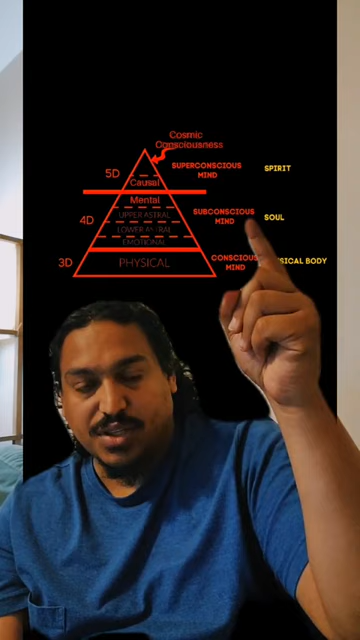 Cosmic
Consciousness
5D
SUPERCONSCIOUS
MIND
SPIRIT
Causal
Mental
4D
UPPER ASTRAL
SUBCONSCIOUS
MIND
SOUL
LOWER ASTRAL
EMOTIONAL
3D
PHYSICAL
CONSCIOUS
MIND
SICAL BODY